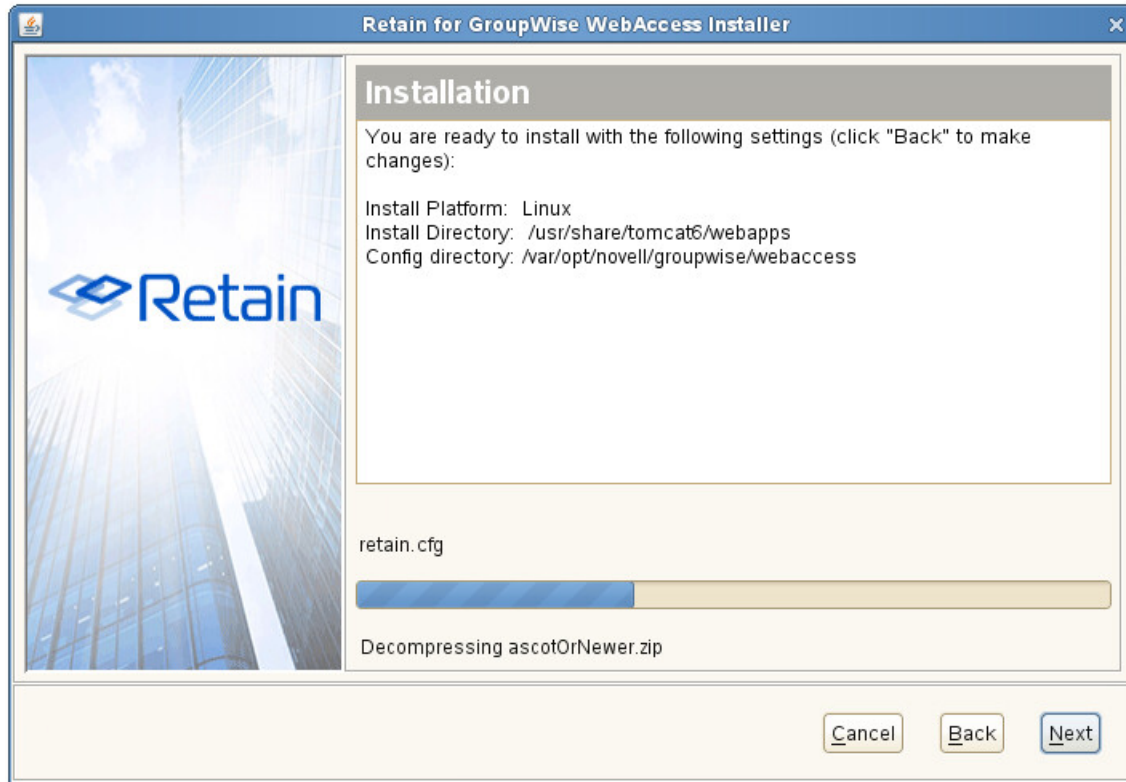 Retain for GroupWise WebAccess Installer
Retain
Installation
You are ready to install with the following settings (click "Back" to make
changes):
Install Platform: Linux
Install Directory: /usr/share/tomcat6/webapps
Config directory: /var/opt/novell/groupwise/webaccess
retain.cfg
Decompressing ascotOrNewer.zip
Cancel Back Next